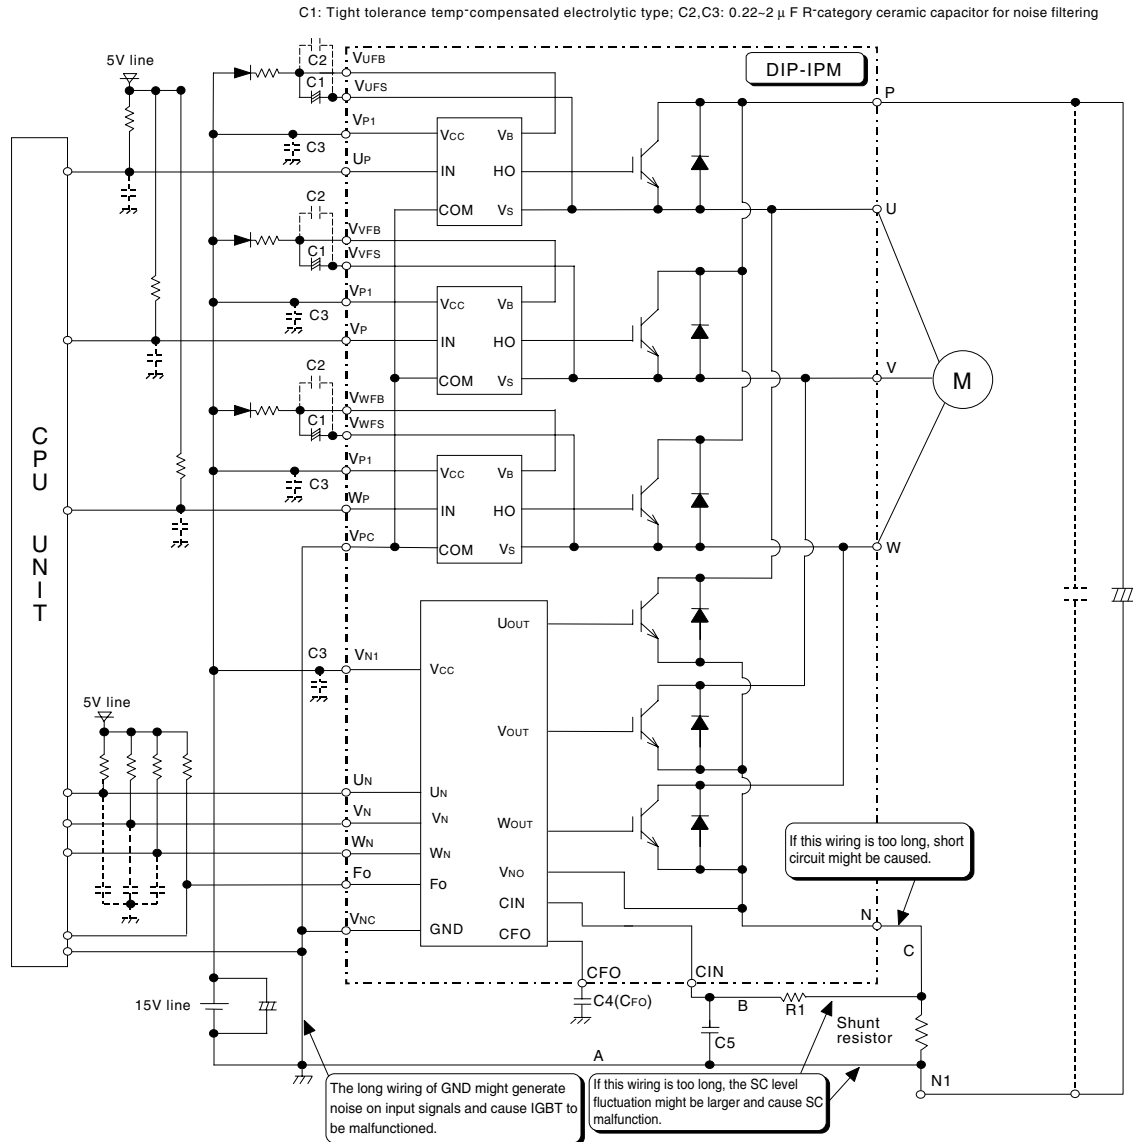 C1: Tight tolerance temp-compensated electrolytic type; C2,C3: 0.22~2 μ F R-category ceramic capacitor for noise filtering
5V line
C2
C1
VUFB
VUFS
DIP-IPM
P
VP1
C3
VCC
VB
UP
IN
HO
COM
VS
U
C2
C1
VVFB
VVFS
VP1
C3
VCC
VB
VP
IN
HO
COM
VS
V
M
C2
C1
VWFB
VWFS
VP1
C3
VCC
VB
WP
IN
HO
VPC
COM
VS
W
CPU UNIT
UOUT
C3
VN1
VCC
5V line
VOUT
UN
UN
VN
VN
WOUT
WN
WN
If this wiring is too long, short
circuit might be caused.
FO
FO
VNO
CIN
VNC
GND
CFO
N
C
CFO
CIN
15V line
C4(CFO)
B
R1
C5
Shunt
resistor
A
N1
The long wiring of GND might generate
noise on input signals and cause IGBT to
be malfunctioned.
If this wiring is too long, the SC level
fluctuation might be larger and cause SC
malfunction.